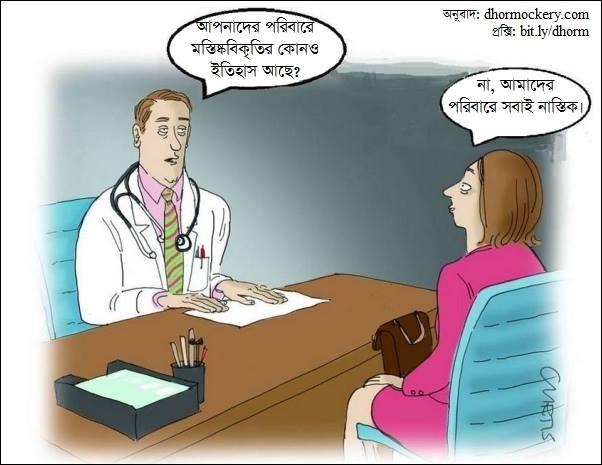 অনুবাদ: dhormockery.com
প্রক্সি: bit.ly/dhorm
আপনাদের পরিবারে
মস্তিষ্কবিকৃতির কোনও
ইতিহাস আছে?
না, আমাদের
পরিবারে সবাই নাস্তিক।